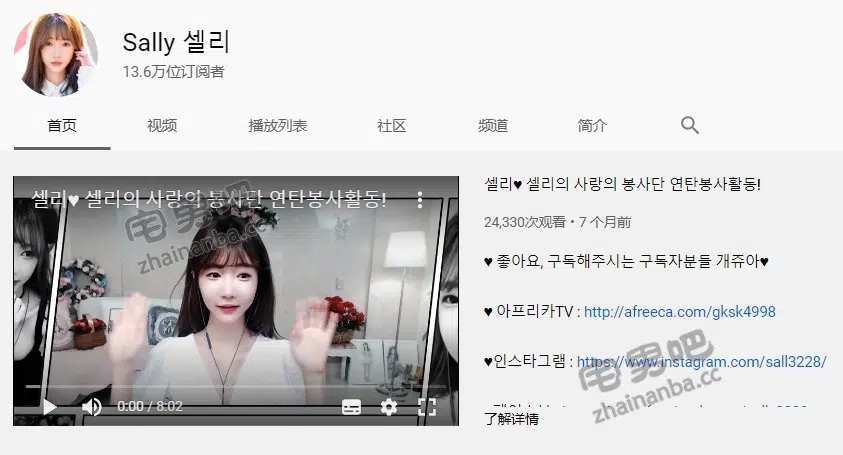 Sally 셀리
13.6万位订阅者
首页 视频 播放列表 社区 频道 简介
셀리♥ 셀리의 사랑의 봉사단 연탄봉사활동!
宅男吧
zhainanba.cc
0:00 / 8:02
셀리♥ 셀리의 사랑의 봉사단 연탄봉사활동!
24,330次观看 • 7 个月前
♥ 좋아요, 구독해주시는 구독자분들 개쥬아♥
♥ 아프리카TV : http://afreeca.com/gksk4998
♥인스타그램 : https://www.instagram.com/sall3228/
宅男吧
zhainanba.cc
了解详情